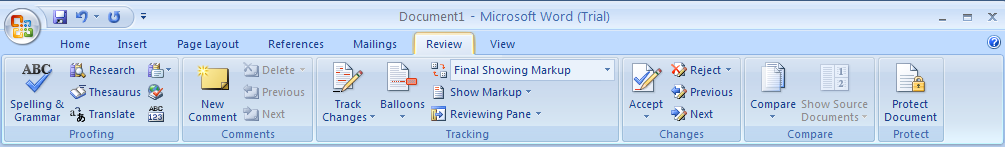 Document1 - Microsoft Word (Trial)
Home Insert Page Layout References Mailings Review View
ABC Spelling & Grammar
Research
Thesaurus
Translate
ABC 123
Proofing
New Comment
Delete
Previous
Next
Comments
Track Changes
Balloons
Final Showing Markup
Show Markup
Reviewing Pane
Tracking
Accept
Reject
Previous
Next
Changes
Compare
Show Source Documents
1 2
Compare
Protect Document
Protect